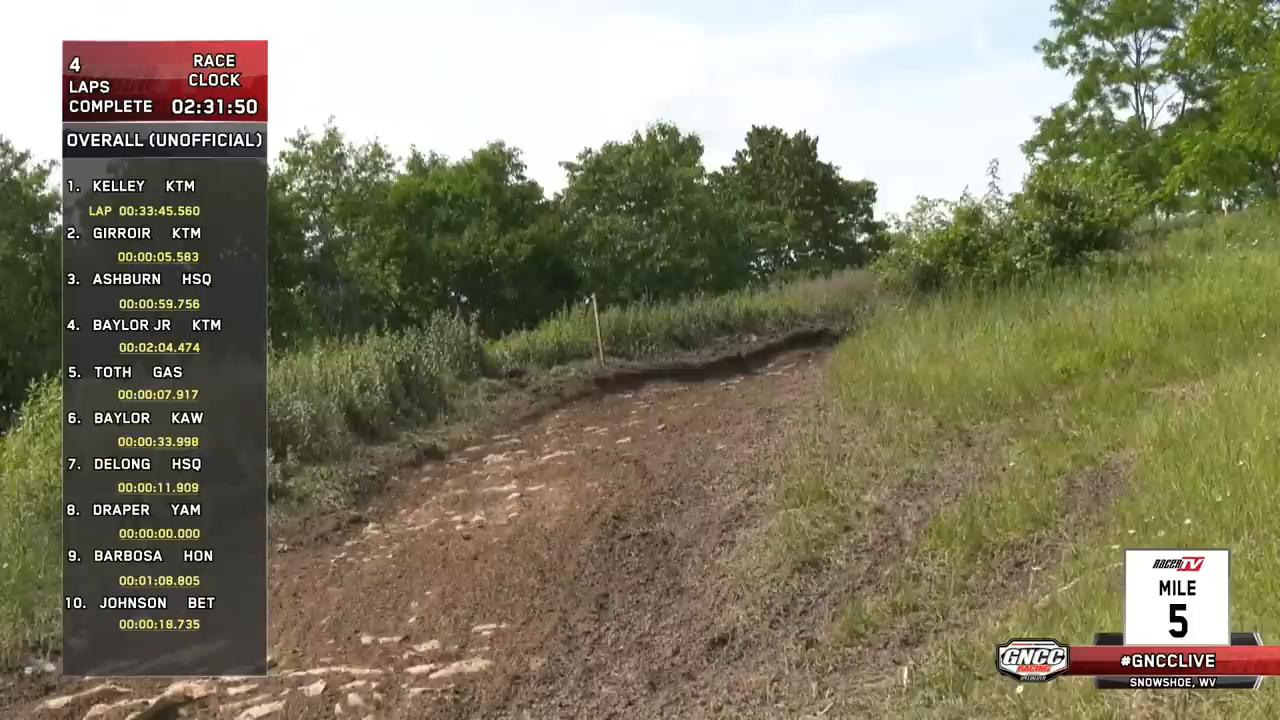 4
LAPS
COMPLETE
RACE
CLOCK
02:31:50
OVERALL (UNOFFICIAL)
1. KELLEY KTM
LAP 00:33:45.560
2. GIRROIR KTM
00:00:05.583
3. ASHBURN HSQ
00:00:59.756
4. BAYLOR JR KTM
00:02:04.474
5. TOTH GAS
00:00:07.917
6. BAYLOR KAW
00:00:33.998
7. DELONG HSQ
00:00:11.909
8. DRAPER YAM
00:00:00.000
9. BARBOSA HON
00:01:08.805
10. JOHNSON BET
00:00:18.735
RACER TV
MILE
5
GNCC
RACING
SPECIALIZED
#GNCCLIVE
SNOWSHOE, WV